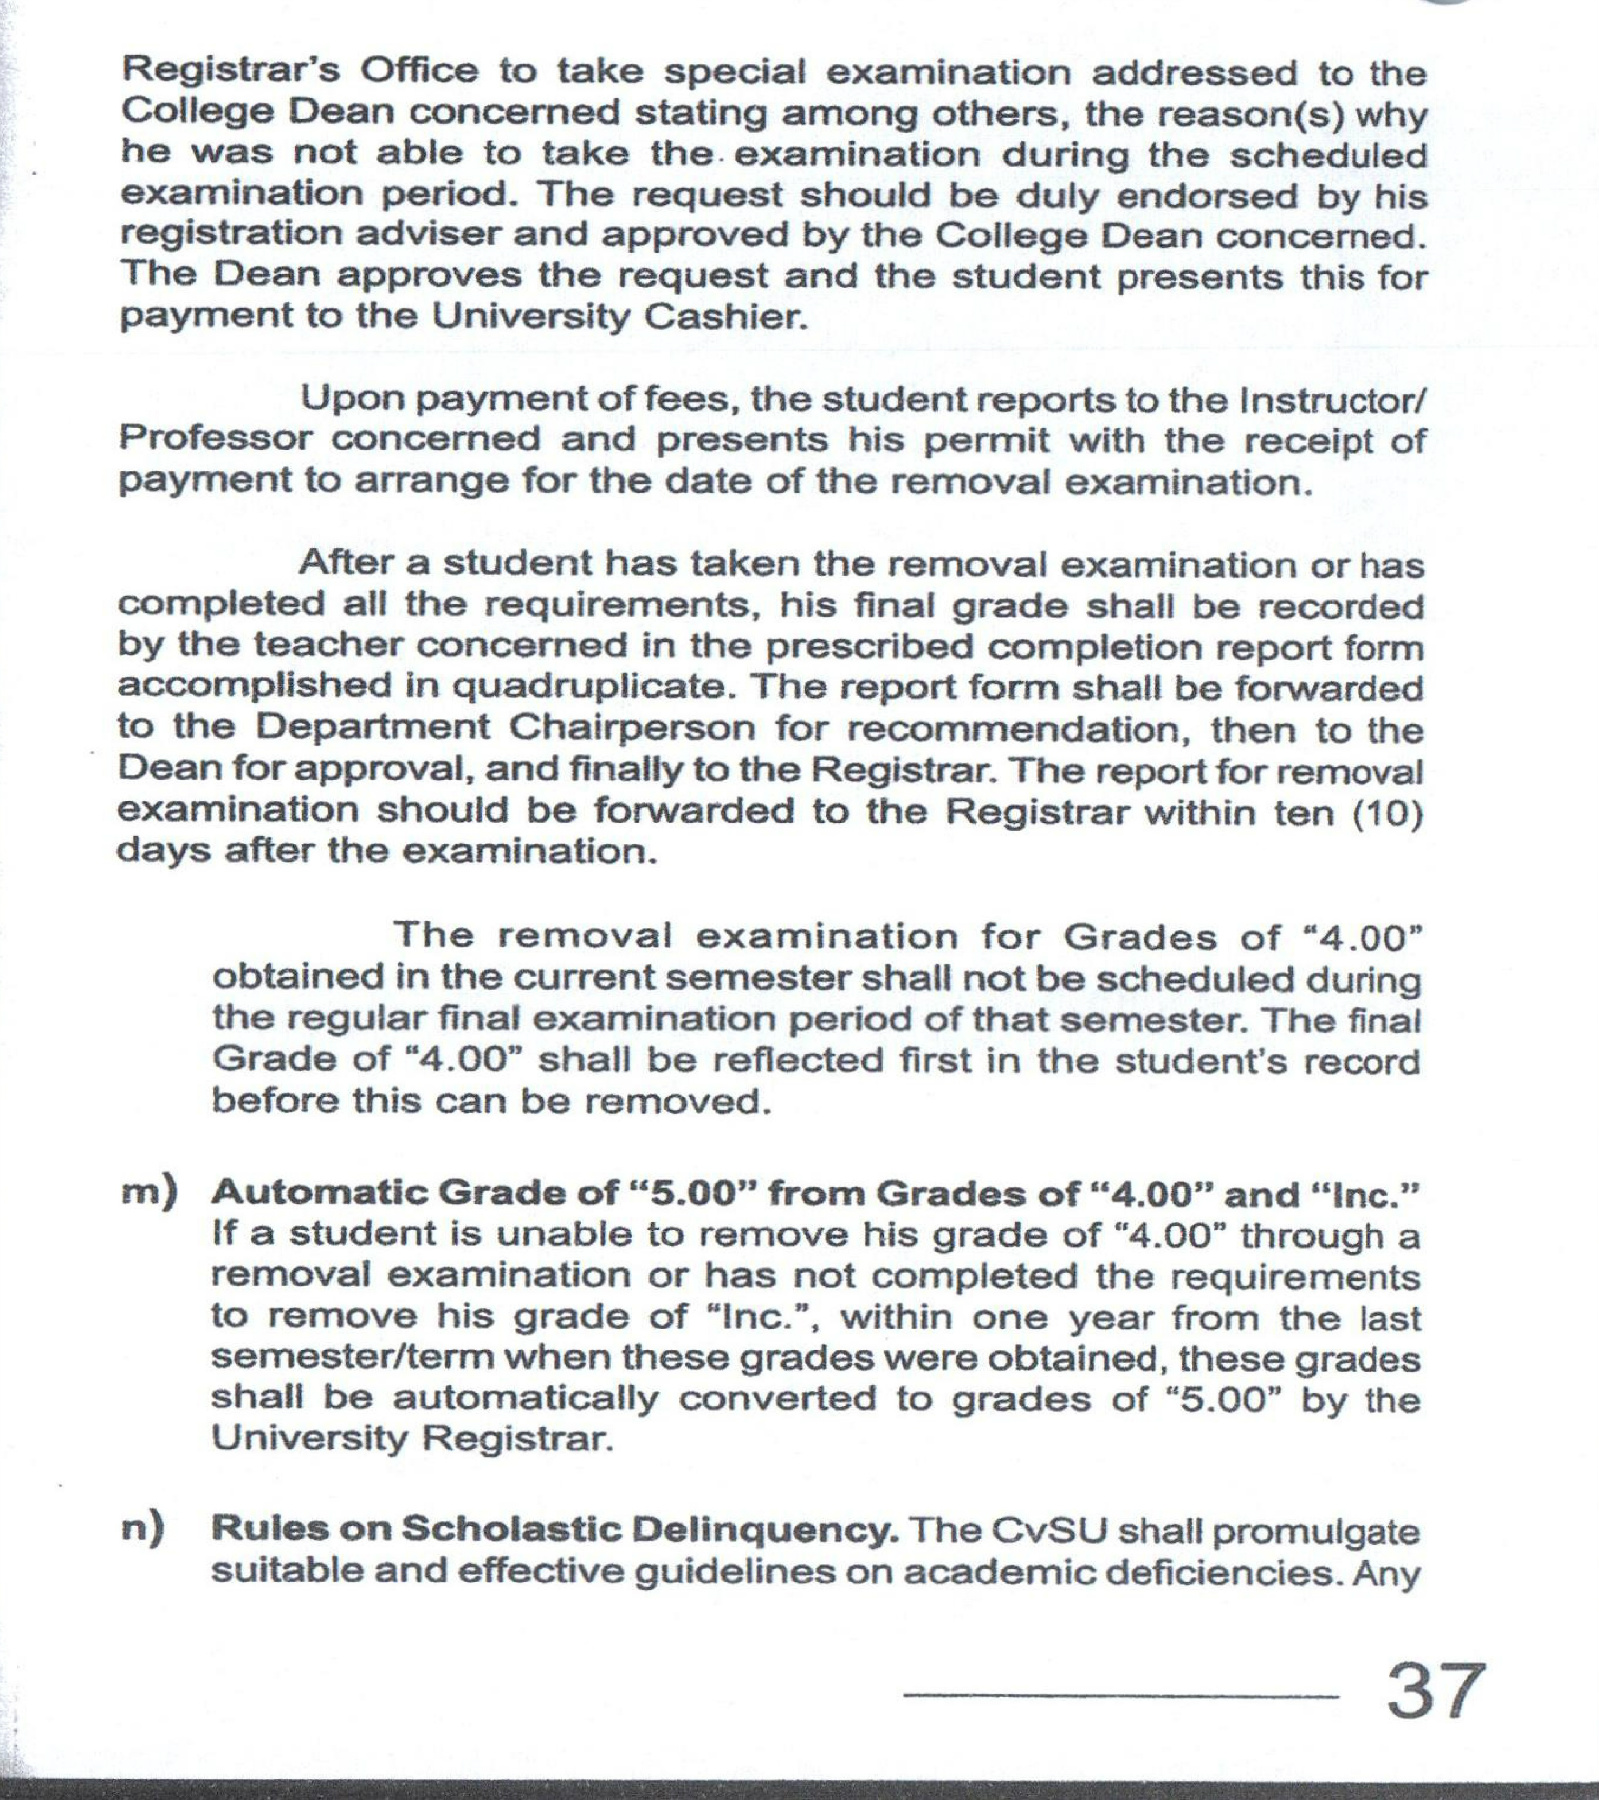 Registrar's Office to take special examination addressed to the
College Dean concerned stating among others, the reason(s) why
he was not able to take the examination during the scheduled
examination period. The request should be duly endorsed by his
registration adviser and approved by the College Dean concerned.
The Dean approves the request and the student presents this for
payment to the University Cashier.
Upon payment of fees, the student reports to the Instructor/
Professor concerned and presents his permit with the receipt of
payment to arrange for the date of the removal examination.
After a student has taken the removal examination or has
completed all the requirements, his final grade shall be recorded
by the teacher concerned in the prescribed completion report form
accomplished in quadruplicate. The report form shall be forwarded
to the Department Chairperson for recommendation, then to the
Dean for approval, and finally to the Registrar. The report for removal
examination should be forwarded to the Registrar within ten (10)
days after the examination.
The removal examination for Grades of “4.00”
obtained in the current semester shall not be scheduled during
the regular final examination period of that semester. The final
Grade of “4.00” shall be reflected first in the student's record
before this can be removed.
m) Automatic Grade of “5.00” from Grades of “4.00” and “Inc.”
If a student is unable to remove his grade of “4.00” through a
removal examination or has not completed the requirements
to remove his grade of “Inc.”, within one year from the last
semester/term when these grades were obtained, these grades
shall be automatically converted to grades of “5.00” by the
University Registrar.
n) Rules on Scholastic Delinquency. The CvSU shall promulgate
suitable and effective guidelines on academic deficiencies. Any
37